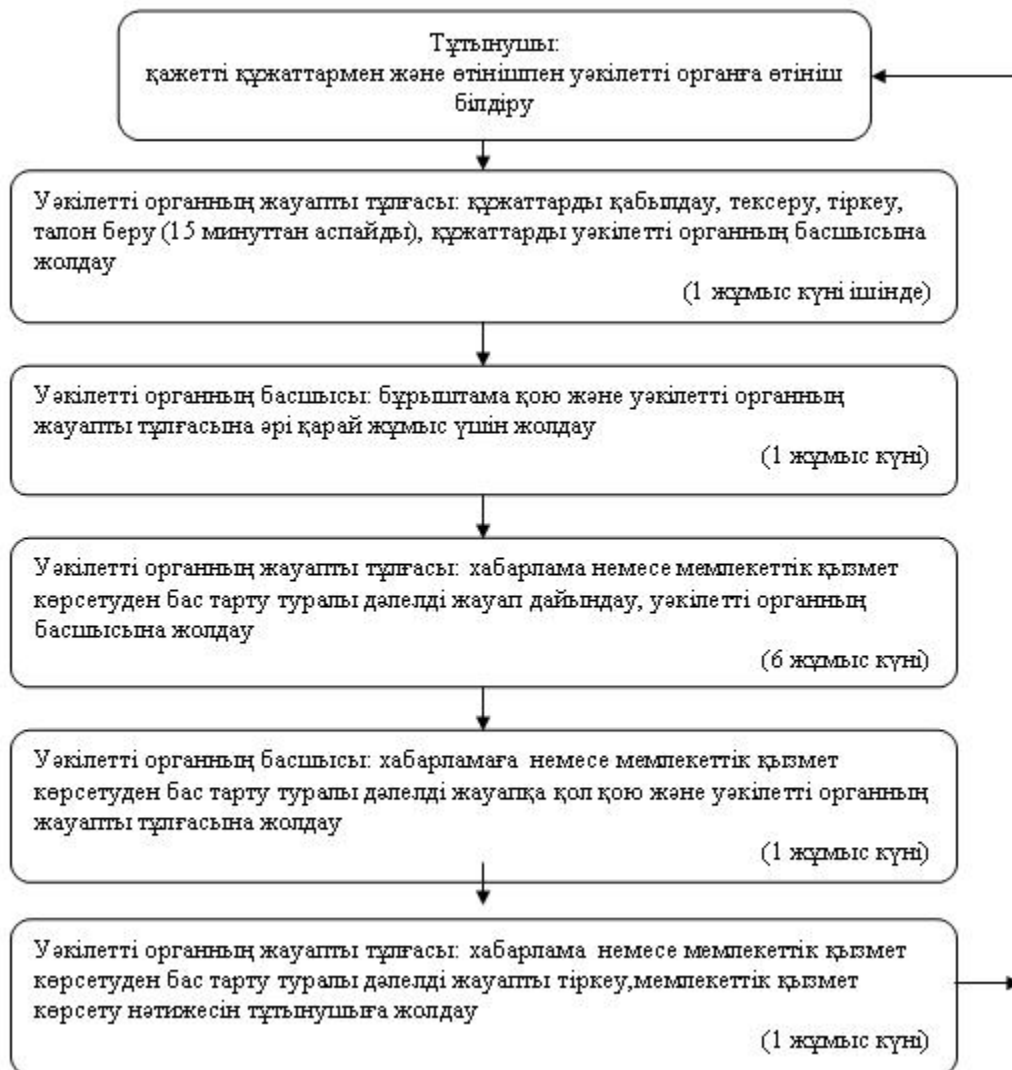 Тұтынушы:
қажетті құжаттармен және өтінішпен уәкілетті органға өтініш
білдіру
Уәкілетті органның жауапты тұлғасы: құжаттарды қабылдау, тексеру, тіркеу,
талон беру (15 минуттан аспайды), құжаттарды уәкілетті органның басшысына
жолдау
(1 жұмыс күні ішінде)
Уәкілетті органның басшысы: бұрыштама қою және уәкілетті органның
жауапты тұлғасына әрі қарай жұмыс үшін жолдау
(1 жұмыс күні)
Уәкілетті органның жауапты тұлғасы: хабарлама немесе мемлекеттік қызмет
көрсетуден бас тарту туралы дәлелді жауап дайындау, уәкілетті органның
басшысына жолдау
(6 жұмыс күні)
Уәкілетті органның басшысы: хабарламаға немесе мемлекеттік қызмет
көрсетуден бас тарту туралы дәлелді жауапқа қол қою және уәкілетті органның
жауапты тұлғасына жолдау
(1 жұмыс күні)
Уәкілетті органның жауапты тұлғасы: хабарлама немесе мемлекеттік қызмет
көрсетуден бас тарту туралы дәлелді жауапты тіркеу,мемлекеттік қызмет
көрсету нәтижесін тұтынушыға жолдау
(1 жұмыс күні)